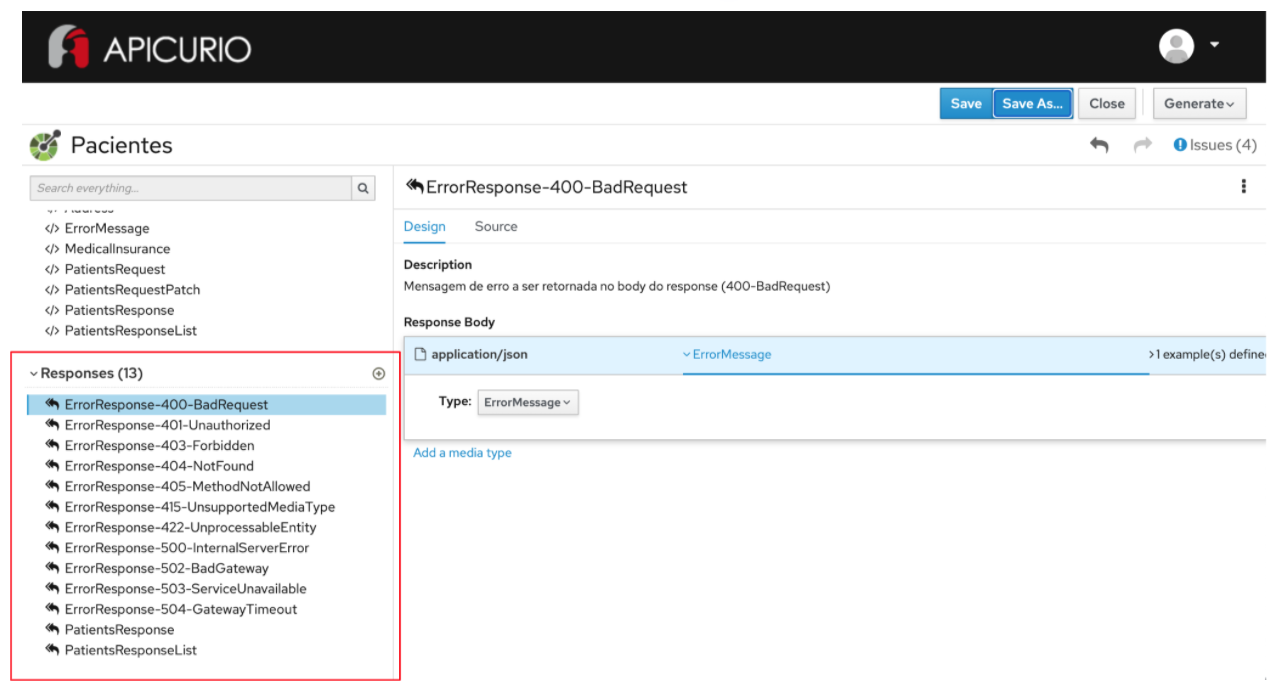 APICURIO
Save Save As... Close Generate
Pacientes
Issues (4)
Search everything...
Address
</> ErrorMessage
</> MedicalInsurance
</> PatientsRequest
</> PatientsRequestPatch
</> PatientsResponse
</> PatientsResponseList
Responses (13)
ErrorResponse-400-BadRequest
ErrorResponse-401-Unauthorized
ErrorResponse-403-Forbidden
ErrorResponse-404-NotFound
ErrorResponse-405-MethodNotAllowed
ErrorResponse-415-UnsupportedMediaType
ErrorResponse-422-UnprocessableEntity
ErrorResponse-500-InternalServerError
ErrorResponse-502-BadGateway
ErrorResponse-503-ServiceUnavailable
ErrorResponse-504-GatewayTimeout
PatientsResponse
PatientsResponseList
ErrorResponse-400-BadRequest
Design Source
Description
Mensagem de erro a ser retornada no body do response (400-BadRequest)
Response Body
application/json ErrorMessage >1 example(s) define
Type: ErrorMessage
Add a media type